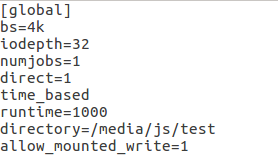 [global]
bs=4k
iodepth=32
numjobs=1
direct=1
time_based
runtime=1000
directory=/media/js/test
allow_mounted_write=1